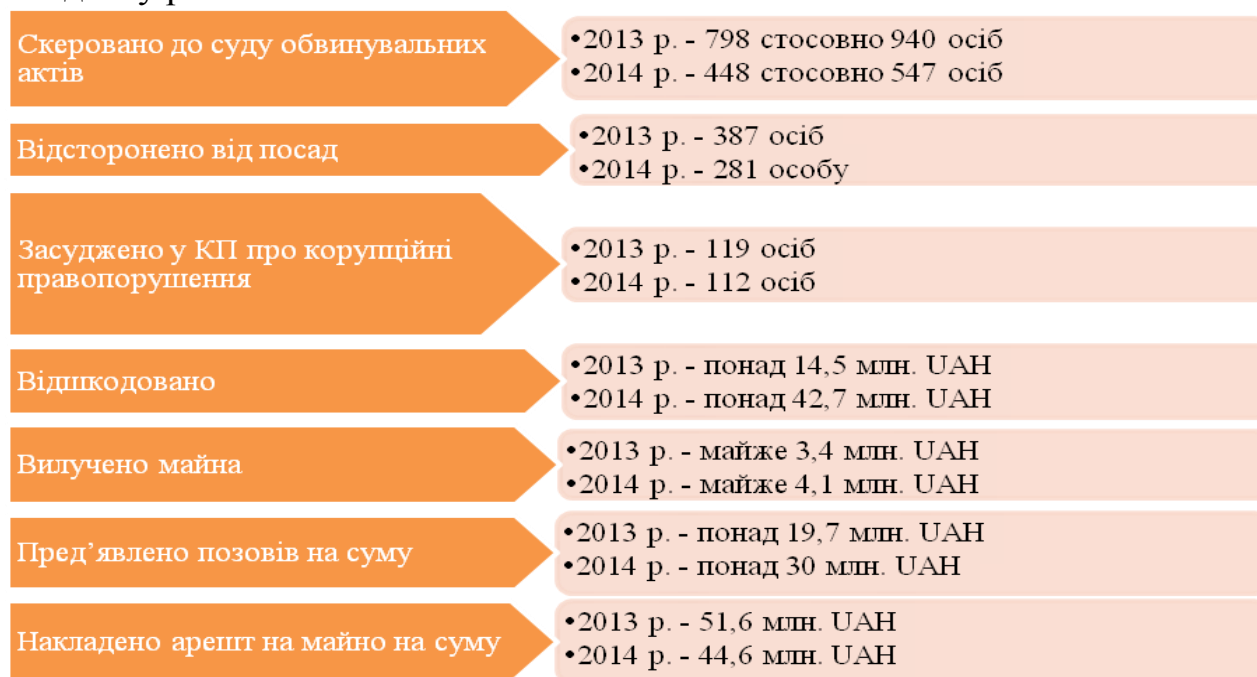 Скеровано до суду обвинувальних
актів
•2013 р. - 798 стосовно 940 осіб
•2014 р. - 448 стосовно 547 осіб
Відсторонено від посад
•2013 р. - 387 осіб
•2014 р. - 281 особу
Засуджено у КП про корупційні
правопорушення
•2013 р. - 119 осіб
•2014 р. - 112 осіб
Відшкодовано
•2013 р. - понад 14,5 млн. UAH
•2014 р. - понад 42,7 млн. UAH
Вилучено майна
•2013 р. - майже 3,4 млн. UAH
•2014 р. - майже 4,1 млн. UAH
Пред’явлено позовів на суму
•2013 р. - понад 19,7 млн. UAH
•2014 р. - понад 30 млн. UAH
Накладено арешт на майно на суму
•2013 р. - 51,6 млн. UAH
•2014 р. - 44,6 млн. UAH